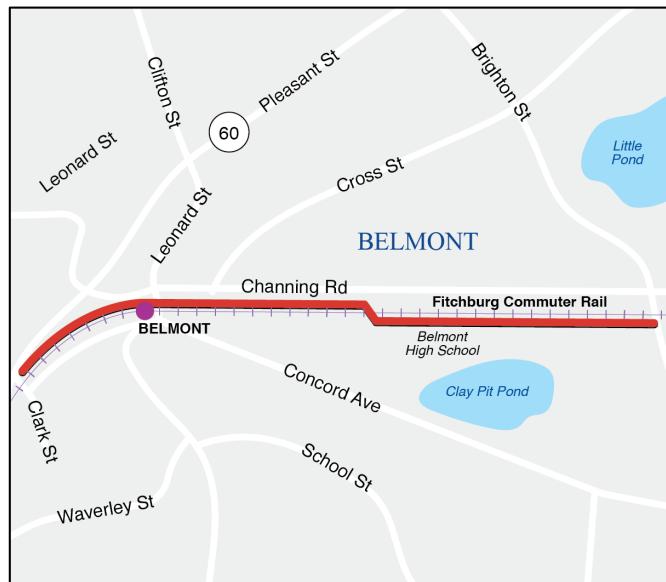 Clifton St
Pleasant St
Brighton St
60
Leonard St
Little
Pond
Cross St
Leonard St
BELMONT
Channing Rd
Fitchburg Commuter Rail
BELMONT
Belmont
High School
Concord Ave
Clay Pit Pond
Clark St
School St
Waverley St